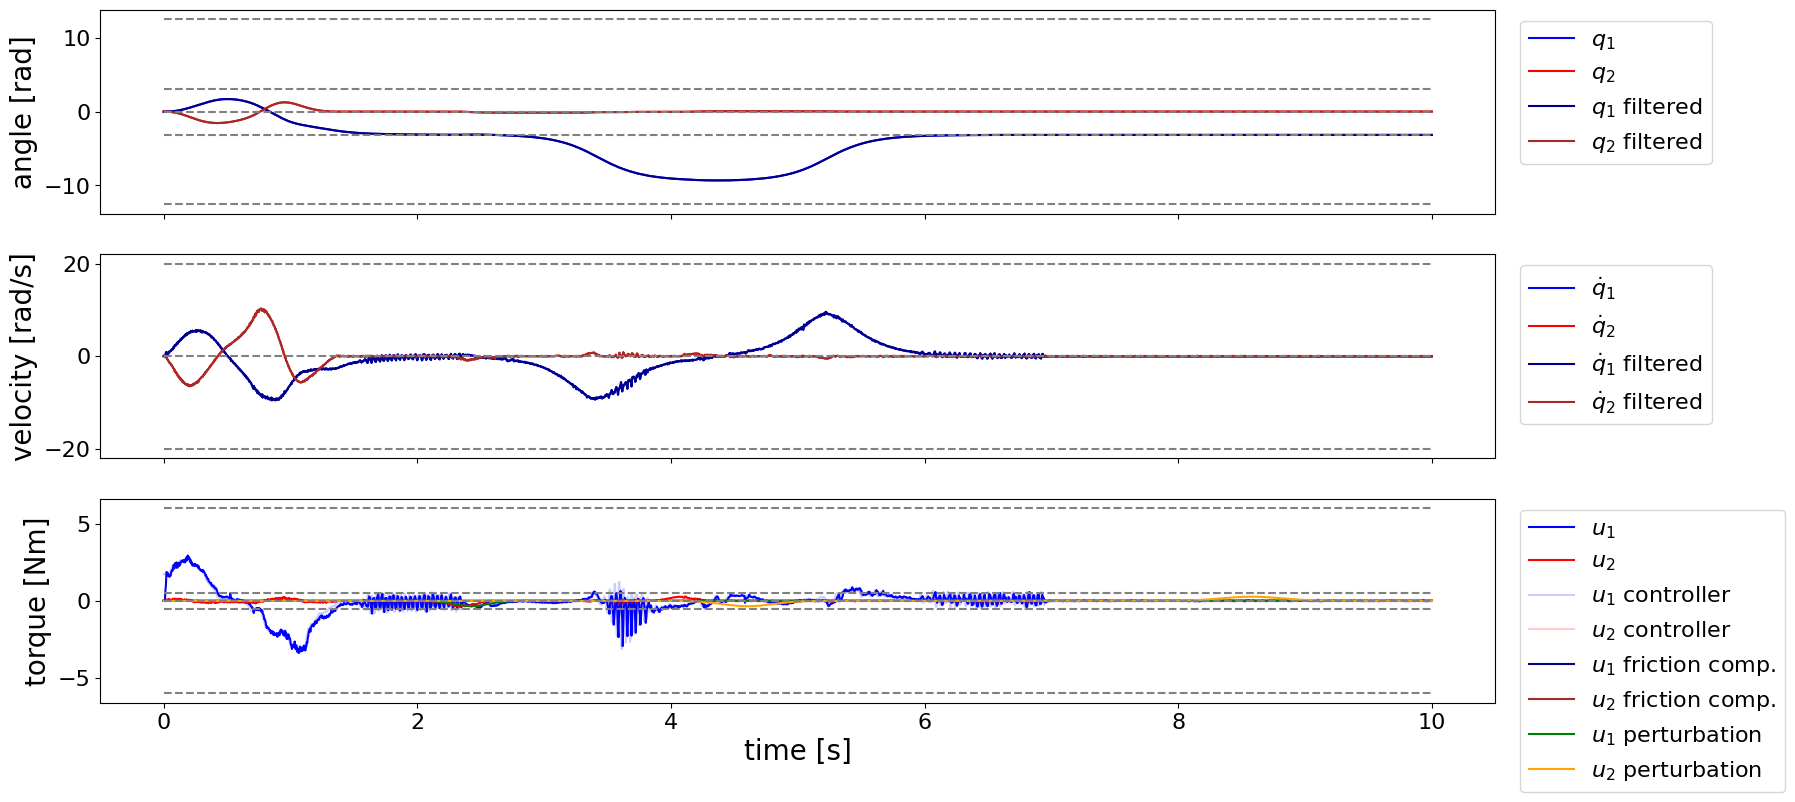 angle [rad]
10
0
−10
q₁
q₂
q₁ filtered
q₂ filtered
velocity [rad/s]
20
0
−20
q̇₁
q̇₂
q̇₁ filtered
q̇₂ filtered
torque [Nm]
5
0
−5
u₁
u₂
u₁ controller
u₂ controller
u₁ friction comp.
u₂ friction comp.
u₁ perturbation
u₂ perturbation
0 2 4 6 8 10
time [s]